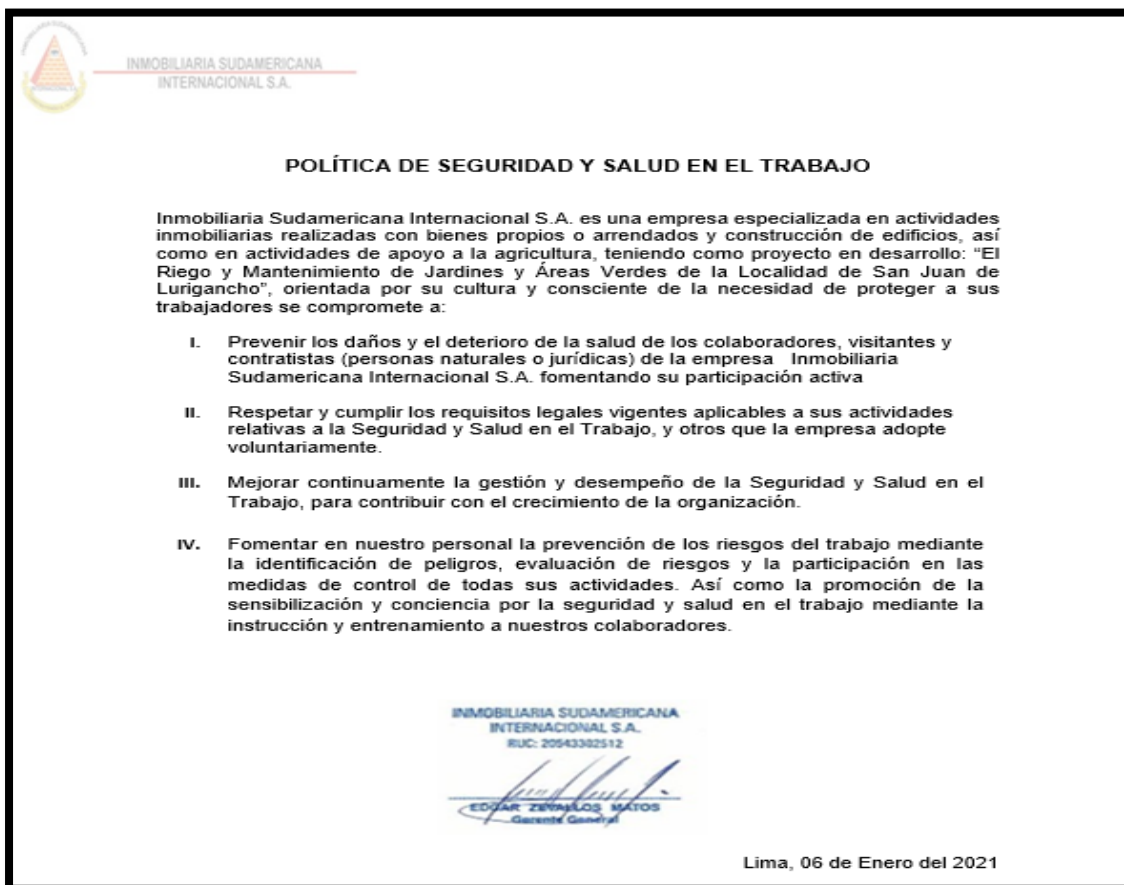 INMOBILIARIA SUDAMERICANA
INTERNACIONAL S.A.
POLÍTICA DE SEGURIDAD Y SALUD EN EL TRABAJO
Inmobiliaria Sudamericana Internacional S.A. es una empresa especializada en actividades
inmobiliarias realizadas con bienes propios o arrendados y construcción de edificios, así
como en actividades de apoyo a la agricultura, teniendo como proyecto en desarrollo: “El
Riego y Mantenimiento de Jardines y Áreas Verdes de la Localidad de San Juan de
Lurigancho”, orientada por su cultura y consciente de la necesidad de proteger a sus
trabajadores se compromete a:
I. Prevenir los daños y el deterioro de la salud de los colaboradores, visitantes y
contratistas (personas naturales o jurídicas) de la empresa Inmobiliaria
Sudamericana Internacional S.A. fomentando su participación activa
II. Respetar y cumplir los requisitos legales vigentes aplicables a sus actividades
relativas a la Seguridad y Salud en el Trabajo, y otros que la empresa adopte
voluntariamente.
III. Mejorar continuamente la gestión y desempeño de la Seguridad y Salud en el
Trabajo, para contribuir con el crecimiento de la organización.
IV. Fomentar en nuestro personal la prevención de los riesgos del trabajo mediante
la identificación de peligros, evaluación de riesgos y la participación en las
medidas de control de todas sus actividades. Así como la promoción de la
sensibilización y conciencia por la seguridad y salud en el trabajo mediante la
instrucción y entrenamiento a nuestros colaboradores.
INMOBILIARIA SUDAMERICANA
INTERNACIONAL S.A.
RUC: 20543302512
EDGAR ZEVALLOS MATOS
Gerente General
Lima, 06 de Enero del 2021